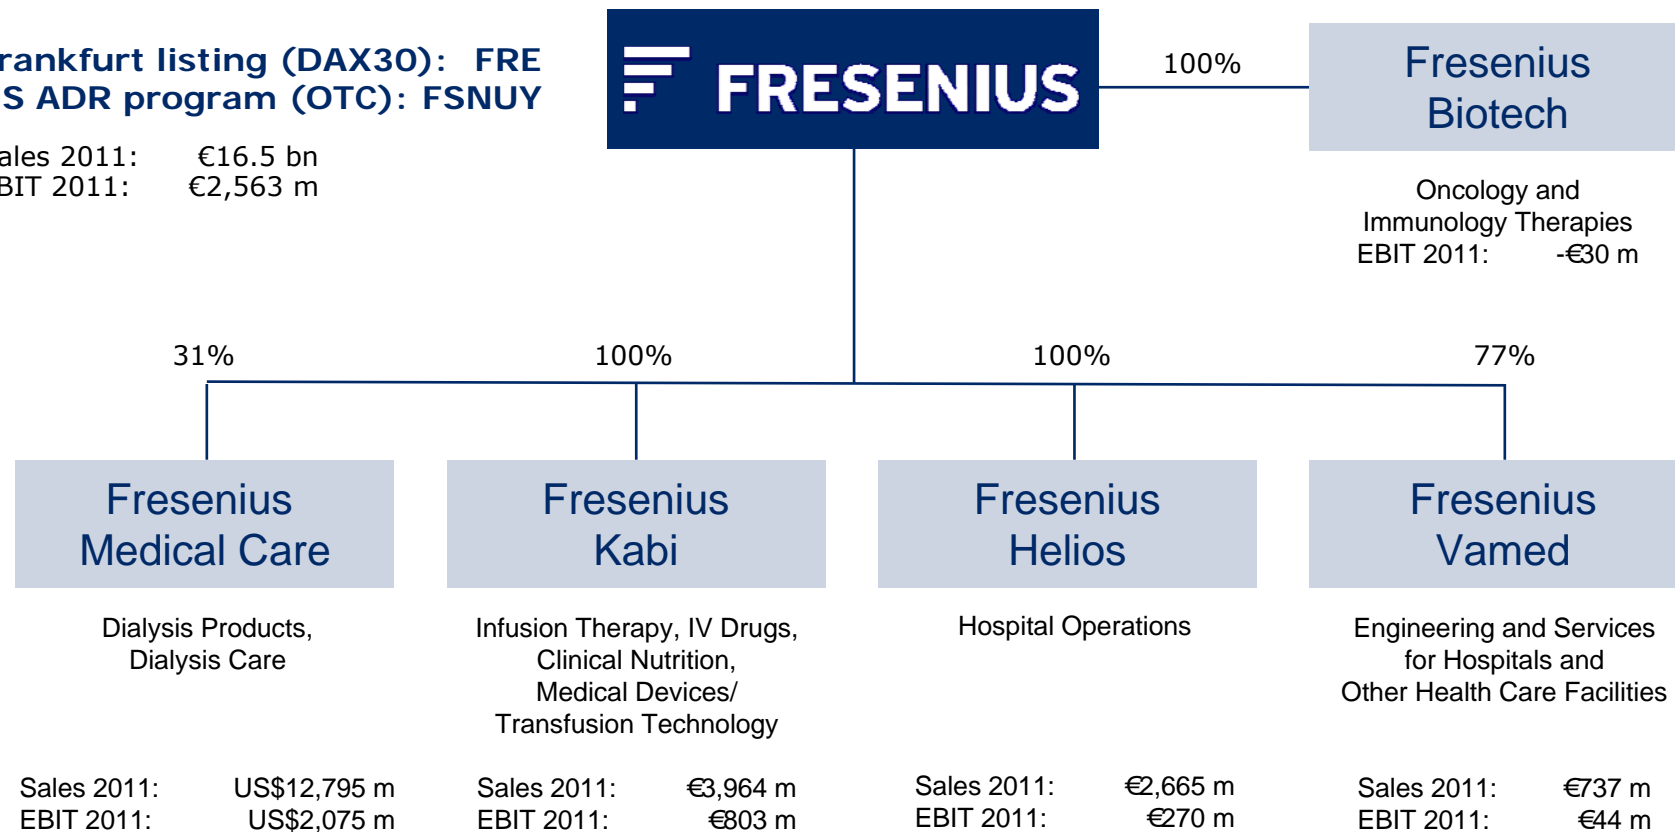 rankfurt listing (DAX30): FRE
S ADR program (OTC): FSNUY
ales 2011: €16.5 bn
BIT 2011: €2,563 m
FRESENIUS
100%
Fresenius
Biotech
Oncology and
Immunology Therapies
EBIT 2011: -€30 m
31%
100%
100%
77%
Fresenius
Medical Care
Dialysis Products,
Dialysis Care
Sales 2011: US$12,795 m
EBIT 2011: US$2,075 m
Fresenius
Kabi
Infusion Therapy, IV Drugs,
Clinical Nutrition,
Medical Devices/
Transfusion Technology
Sales 2011: €3,964 m
EBIT 2011: €803 m
Fresenius
Helios
Hospital Operations
Sales 2011: €2,665 m
EBIT 2011: €270 m
Fresenius
Vamed
Engineering and Services
for Hospitals and
Other Health Care Facilities
Sales 2011: €737 m
EBIT 2011: €44 m